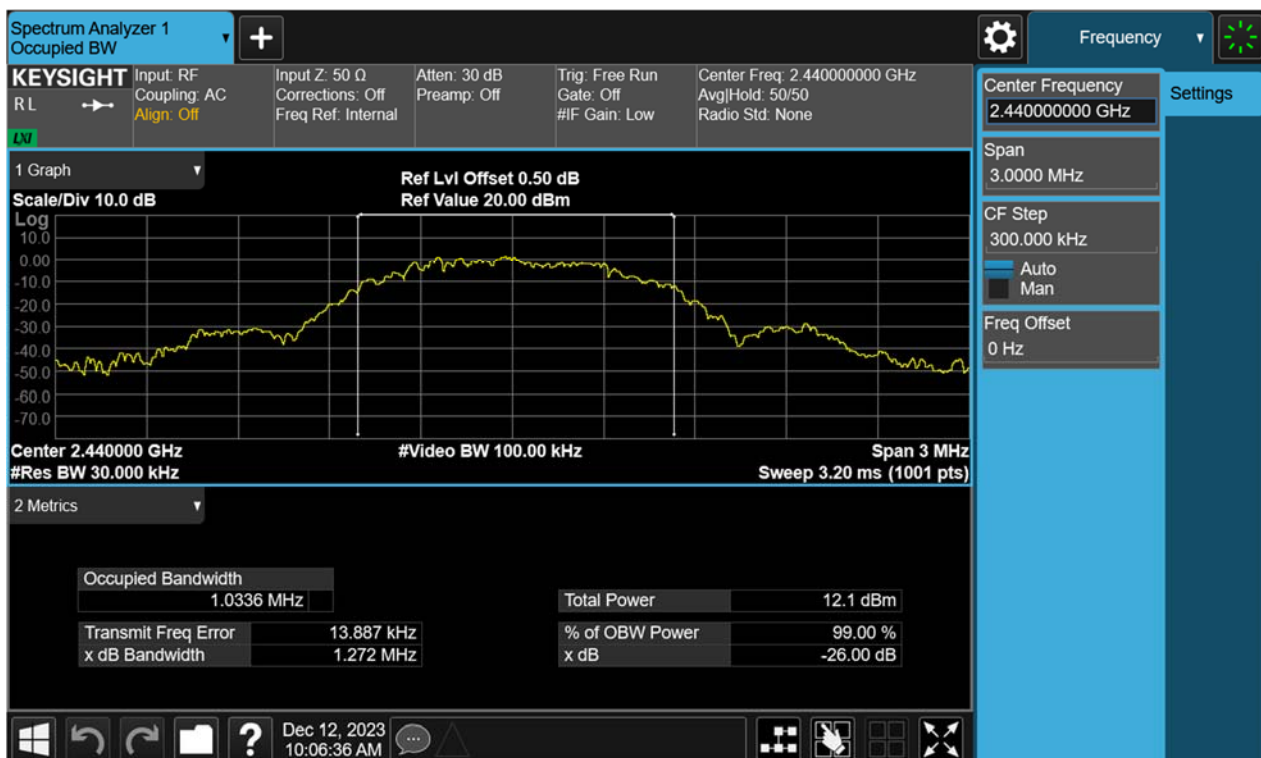 Spectrum Analyzer 1
Occupied BW
Frequency
KEYSIGHT
R L
LXI
Input: RF
Coupling: AC
Align: Off
Input Z: 50 Ω
Corrections: Off
Freq Ref: Internal
Atten: 30 dB
Preamp: Off
Trig: Free Run
Gate: Off
#IF Gain: Low
Center Freq: 2.440000000 GHz
Avg|Hold: 50/50
Radio Std: None
Center Frequency
2.440000000 GHz
Settings
Span
3.0000 MHz
CF Step
300.000 kHz
Auto
Man
Freq Offset
0 Hz
1 Graph
Scale/Div 10.0 dB
Ref Lvl Offset 0.50 dB
Ref Value 20.00 dBm
Log
10.0
0.00
-10.0
-20.0
-30.0
-40.0
-50.0
-60.0
-70.0
Center 2.440000 GHz
#Video BW 100.00 kHz
Span 3 MHz
#Res BW 30.000 kHz
Sweep 3.20 ms (1001 pts)
2 Metrics
Occupied Bandwidth
1.0336 MHz
Total Power 12.1 dBm
Transmit Freq Error 13.887 kHz
% of OBW Power 99.00 %
x dB Bandwidth 1.272 MHz
x dB -26.00 dB
?
Dec 12, 2023
10:06:36 AM